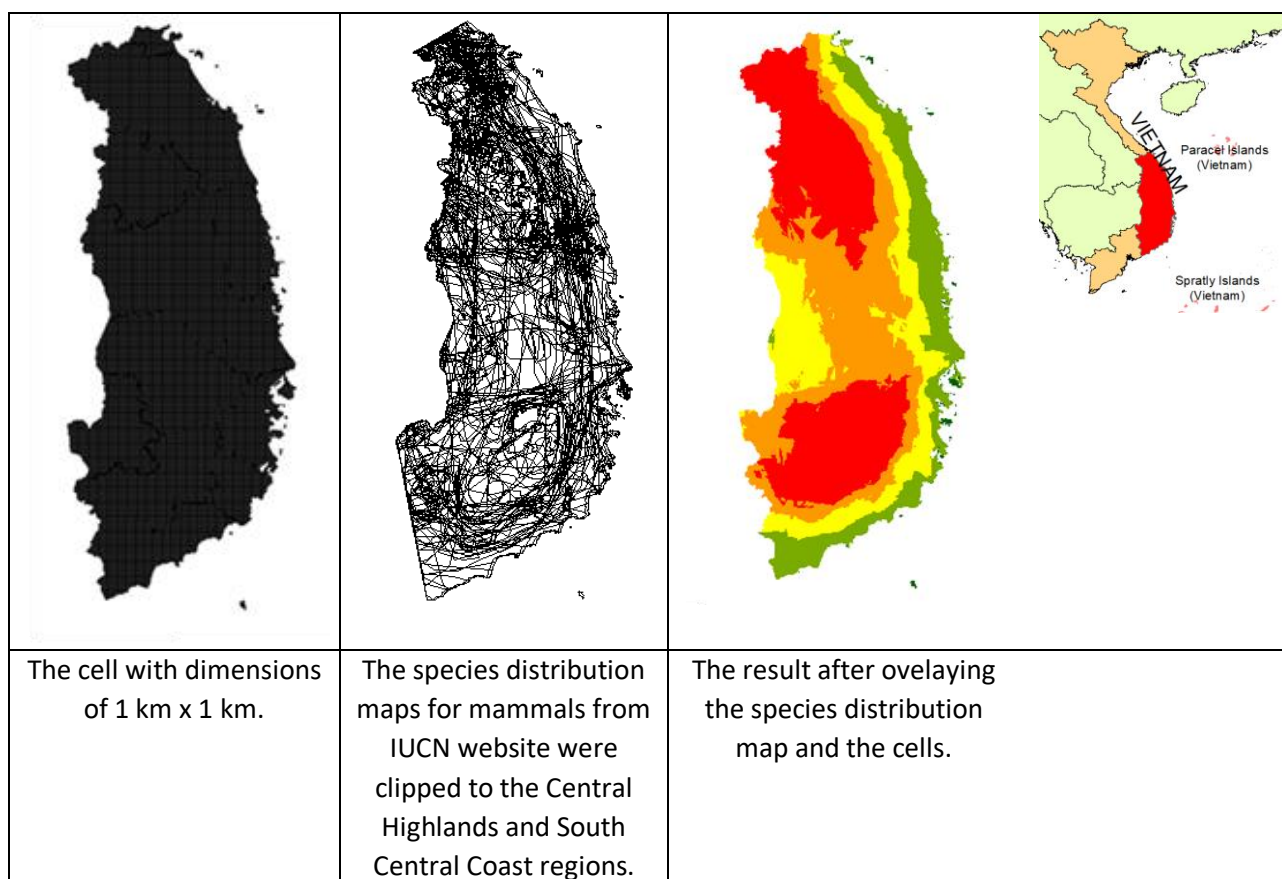 VIETNAM
Paracel Islands
(Vietnam)
Spratly Islands
(Vietnam)
The cell with dimensions
of 1 km x 1 km.
The species distribution
maps for mammals from
IUCN website were
clipped to the Central
Highlands and South
Central Coast regions.
The result after ovelaying
the species distribution
map and the cells.